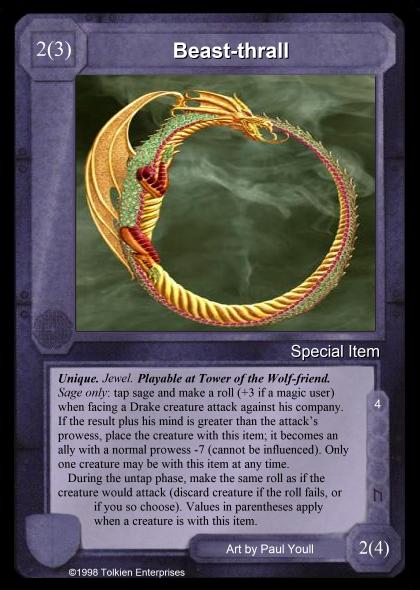 2(3)
Beast-thrall
Special Item
Unique. Jewel. Playable at Tower of the Wolf-friend.
Sage only: tap sage and make a roll (+3 if a magic user)
when facing a Drake creature attack against his company.
If the result plus his mind is greater than the attack's
prowess, place the creature with this item; it becomes an
ally with a normal prowess -7 (cannot be influenced). Only
one creature may be with this item at any time.
During the untap phase, make the same roll as if the
creature would attack (discard creature if the roll fails, or
if you so choose). Values in parentheses apply
when a creature is with this item.
4
Art by Paul Youll
2(4)
©1998 Tolkien Enterprises